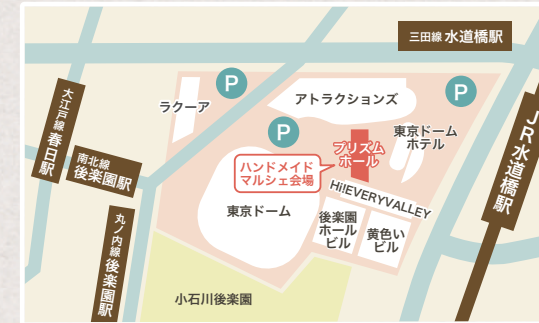 三田線 水道橋駅
P
ラクーア
アトラクションズ
P
P
東京ドーム
ホテル
プリズム
ホール
ハンドメイド
マルシェ会場
Hi!EVERYVALLEY
東京ドーム
後楽園
ホール
ビル
黄色い
ビル
小石川後楽園
大江戸線 春日駅
南北線
後楽園駅
丸ノ内線 後楽園駅
JR水道橋駅